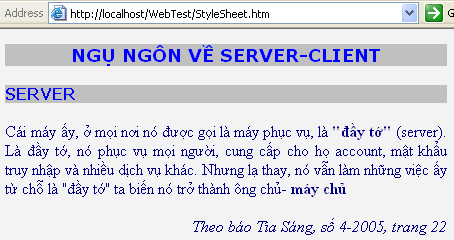 Address http://localhost/WebTest/StyleSheet.htm G
NGỤ NGÔN VỀ SERVER-CLIENT
SERVER
Cái máy ấy, ở mọi nơi nó được gọi là máy phục vụ, là "đầy tớ" (server).
Là đầy tớ, nó phục vụ mọi người, cung cấp cho họ account, mật khẩu
truy nhập và nhiều dịch vụ khác. Nhưng lạ thay, nó vẫn làm những việc ấy
từ chỗ là "đầy tớ" ta biến nó trở thành ông chủ- máy chủ
Theo báo Tia Sáng, số 4-2005, trang 22